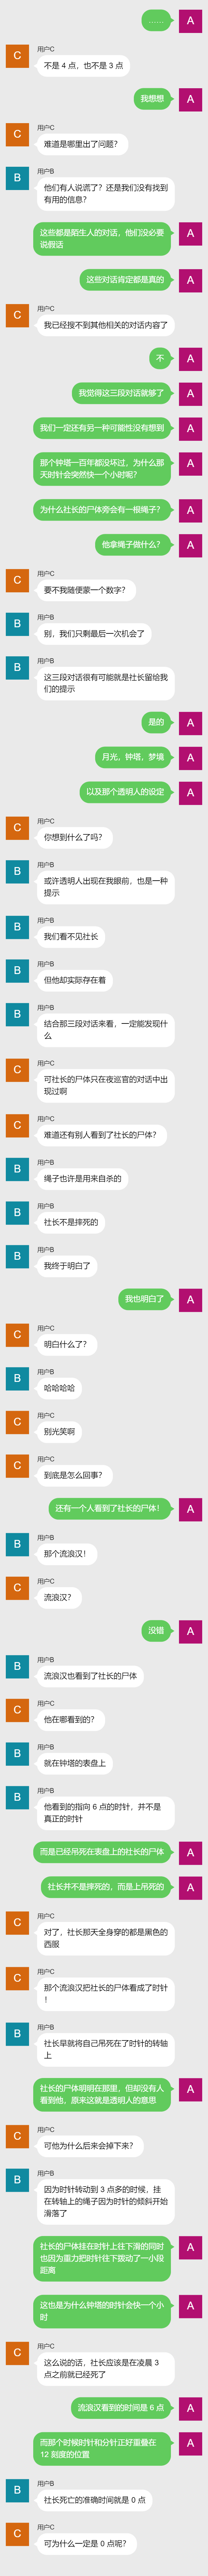 ……
A
C
用户C
不是 4 点，也不是 3 点
我想想
A
C
用户C
难道是哪里出了问题？
B
用户B
他们有人说谎了？还是我们没有找到
有用的信息？
这些都是陌生人的对话，他们没必要
说假话
A
这些对话肯定都是真的
A
C
用户C
我已经搜不到其他相关的对话内容了
不
A
我觉得这三段对话就够了
A
我们一定还有另一种可能性没有想到
A
那个钟塔一百年都没坏过，为什么那
天时针会突然快一个小时呢？
A
为什么社长的尸体旁会有一根绳子？
A
他拿绳子做什么？
A
C
用户C
要不我随便蒙一个数字？
B
用户B
别，我们只剩最后一次机会了
B
用户B
这三段对话很有可能就是社长留给我
们的提示
是的
A
月光，钟塔，梦境
A
以及那个透明人的设定
A
C
用户C
你想到什么了吗？
B
用户B
或许透明人出现在我眼前，也是一种
提示
B
用户B
我们看不见社长
B
用户B
但他却实际存在着
B
用户B
结合那三段对话来看，一定能发现什
么
C
用户C
可社长的尸体只在夜巡官的对话中出
现过啊
C
用户C
难道还有别人看到了社长的尸体？
B
用户B
绳子也许是用来自杀的
B
用户B
社长不是摔死的
B
用户B
我终于明白了
我也明白了
A
C
用户C
明白什么了？
B
用户B
哈哈哈哈
C
用户C
别光笑啊
C
用户C
到底是怎么回事？
还有一个人看到了社长的尸体！
A
B
用户B
那个流浪汉！
C
用户C
流浪汉？
没错
A
B
用户B
流浪汉也看到了社长的尸体
C
用户C
他在哪看到的？
B
用户B
就在钟塔的表盘上
B
用户B
他看到的指向 6 点的时针，并不是
真正的时针
而是已经吊死在表盘上的社长的尸体
A
社长并不是摔死的，而是上吊死的
A
C
用户C
对了，社长那天全身穿的都是黑色的
西服
C
用户C
那个流浪汉把社长的尸体看成了时针
！
B
用户B
社长早就将自己吊死在了时针的转轴
上
社长的尸体明明在那里，但却没有人
看到他，原来这就是透明人的意思
A
C
用户C
可他为什么后来会掉下来？
B
用户B
因为时针转动到 3 点多的时候，挂
在转轴上的绳子因为时针的倾斜开始
滑落了
社长的尸体挂在时针上往下滑的同时
也因为重力把时针往下拨动了一小段
距离
A
这也是为什么钟塔的时针会快一个小
时
A
C
用户C
这么说的话，社长应该是在凌晨 3
点之前就已经死了
流浪汉看到的时间是 6 点
A
而那个时候时针和分针正好重叠在
12 刻度的位置
A
B
用户B
社长死亡的准确时间就是 0 点
C
用户C
可为什么一定是 0 点呢？